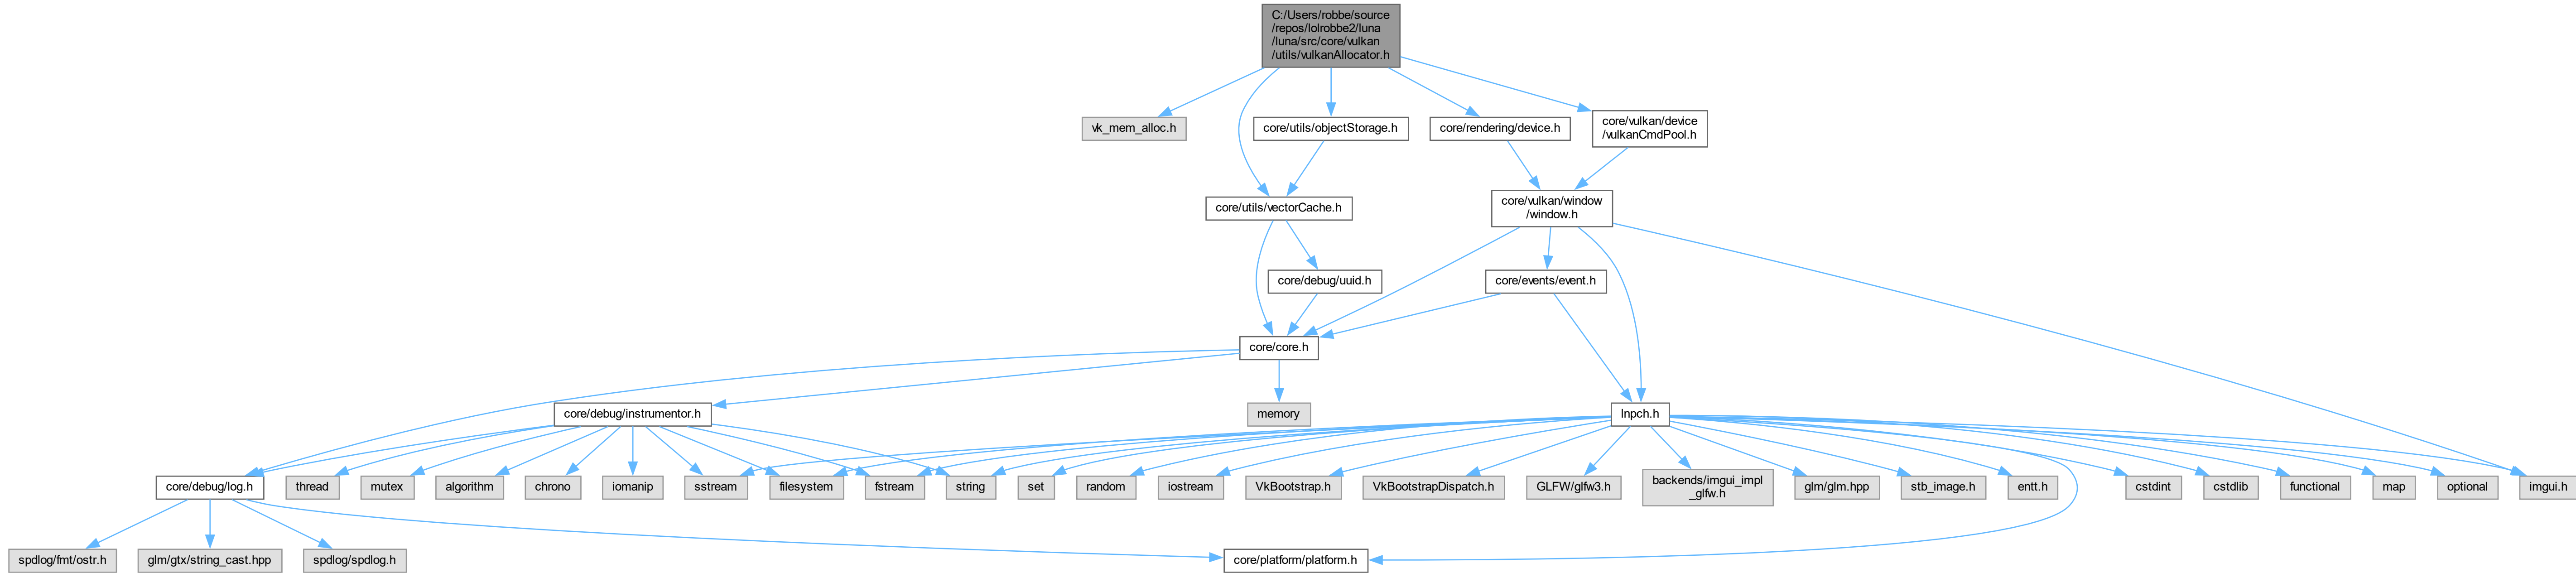 C:/Users/robbe/source
/repos/lolrobbe2/luna
/luna/src/core/vulkan
/utils/vulkanAllocator.h
vk_mem_alloc.h
core/utils/objectStorage.h
core/rendering/device.h
core/vulkan/device
/vulkanCmdPool.h
core/utils/vectorCache.h
core/vulkan/window
/window.h
core/debug/uuid.h
core/events/event.h
core/core.h
core/debug/instrumentor.h
memory
lnpch.h
core/debug/log.h
thread
mutex
algorithm
chrono
iomanip
sstream
filesystem
fstream
string
set
random
iostream
VkBootstrap.h
VkBootstrapDispatch.h
GLFW/glfw3.h
backends/imgui_impl
_glfw.h
glm/glm.hpp
stb_image.h
entt.h
cstdint
cstdlib
functional
map
optional
imgui.h
spdlog/fmt/ostr.h
glm/gtx/string_cast.hpp
spdlog/spdlog.h
core/platform/platform.h